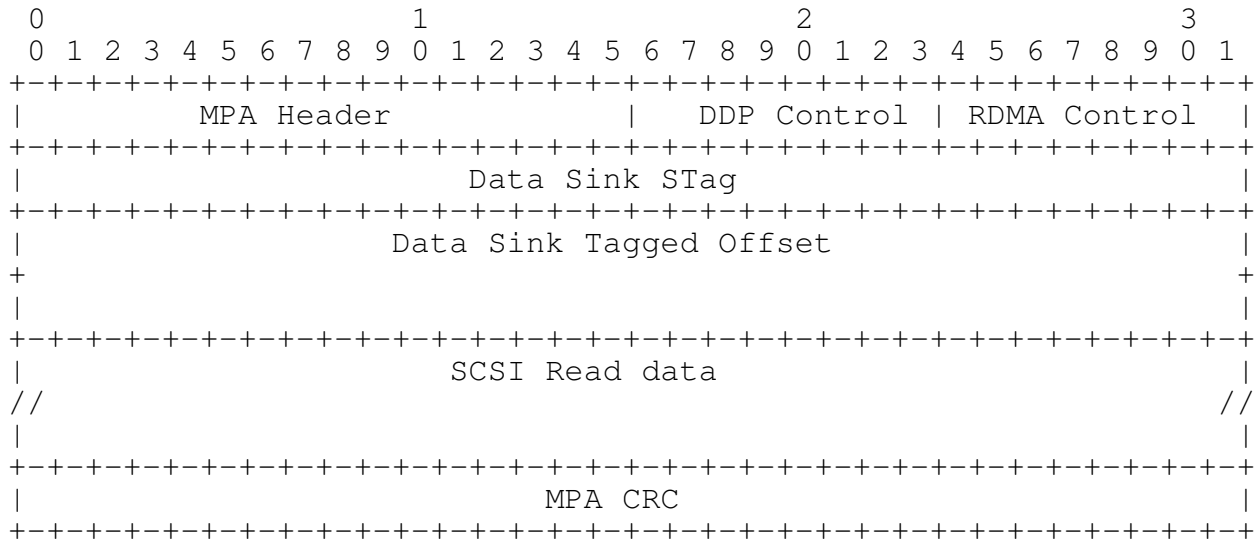 0                   1                   2                   3
 0 1 2 3 4 5 6 7 8 9 0 1 2 3 4 5 6 7 8 9 0 1 2 3 4 5 6 7 8 9 0 1
+-+-+-+-+-+-+-+-+-+-+-+-+-+-+-+-+-+-+-+-+-+-+-+-+-+-+-+-+-+-+-+-+
|         MPA Header            |   DDP Control | RDMA Control  |
+-+-+-+-+-+-+-+-+-+-+-+-+-+-+-+-+-+-+-+-+-+-+-+-+-+-+-+-+-+-+-+-+
|                       Data Sink STag                          |
+-+-+-+-+-+-+-+-+-+-+-+-+-+-+-+-+-+-+-+-+-+-+-+-+-+-+-+-+-+-+-+-+
|                   Data Sink Tagged Offset                     |
+                                                               +
|                                                               |
+-+-+-+-+-+-+-+-+-+-+-+-+-+-+-+-+-+-+-+-+-+-+-+-+-+-+-+-+-+-+-+-+
|                      SCSI Read data                           |
//                                                             //
|                                                               |
+-+-+-+-+-+-+-+-+-+-+-+-+-+-+-+-+-+-+-+-+-+-+-+-+-+-+-+-+-+-+-+-+
|                           MPA CRC                             |
+-+-+-+-+-+-+-+-+-+-+-+-+-+-+-+-+-+-+-+-+-+-+-+-+-+-+-+-+-+-+-+-+